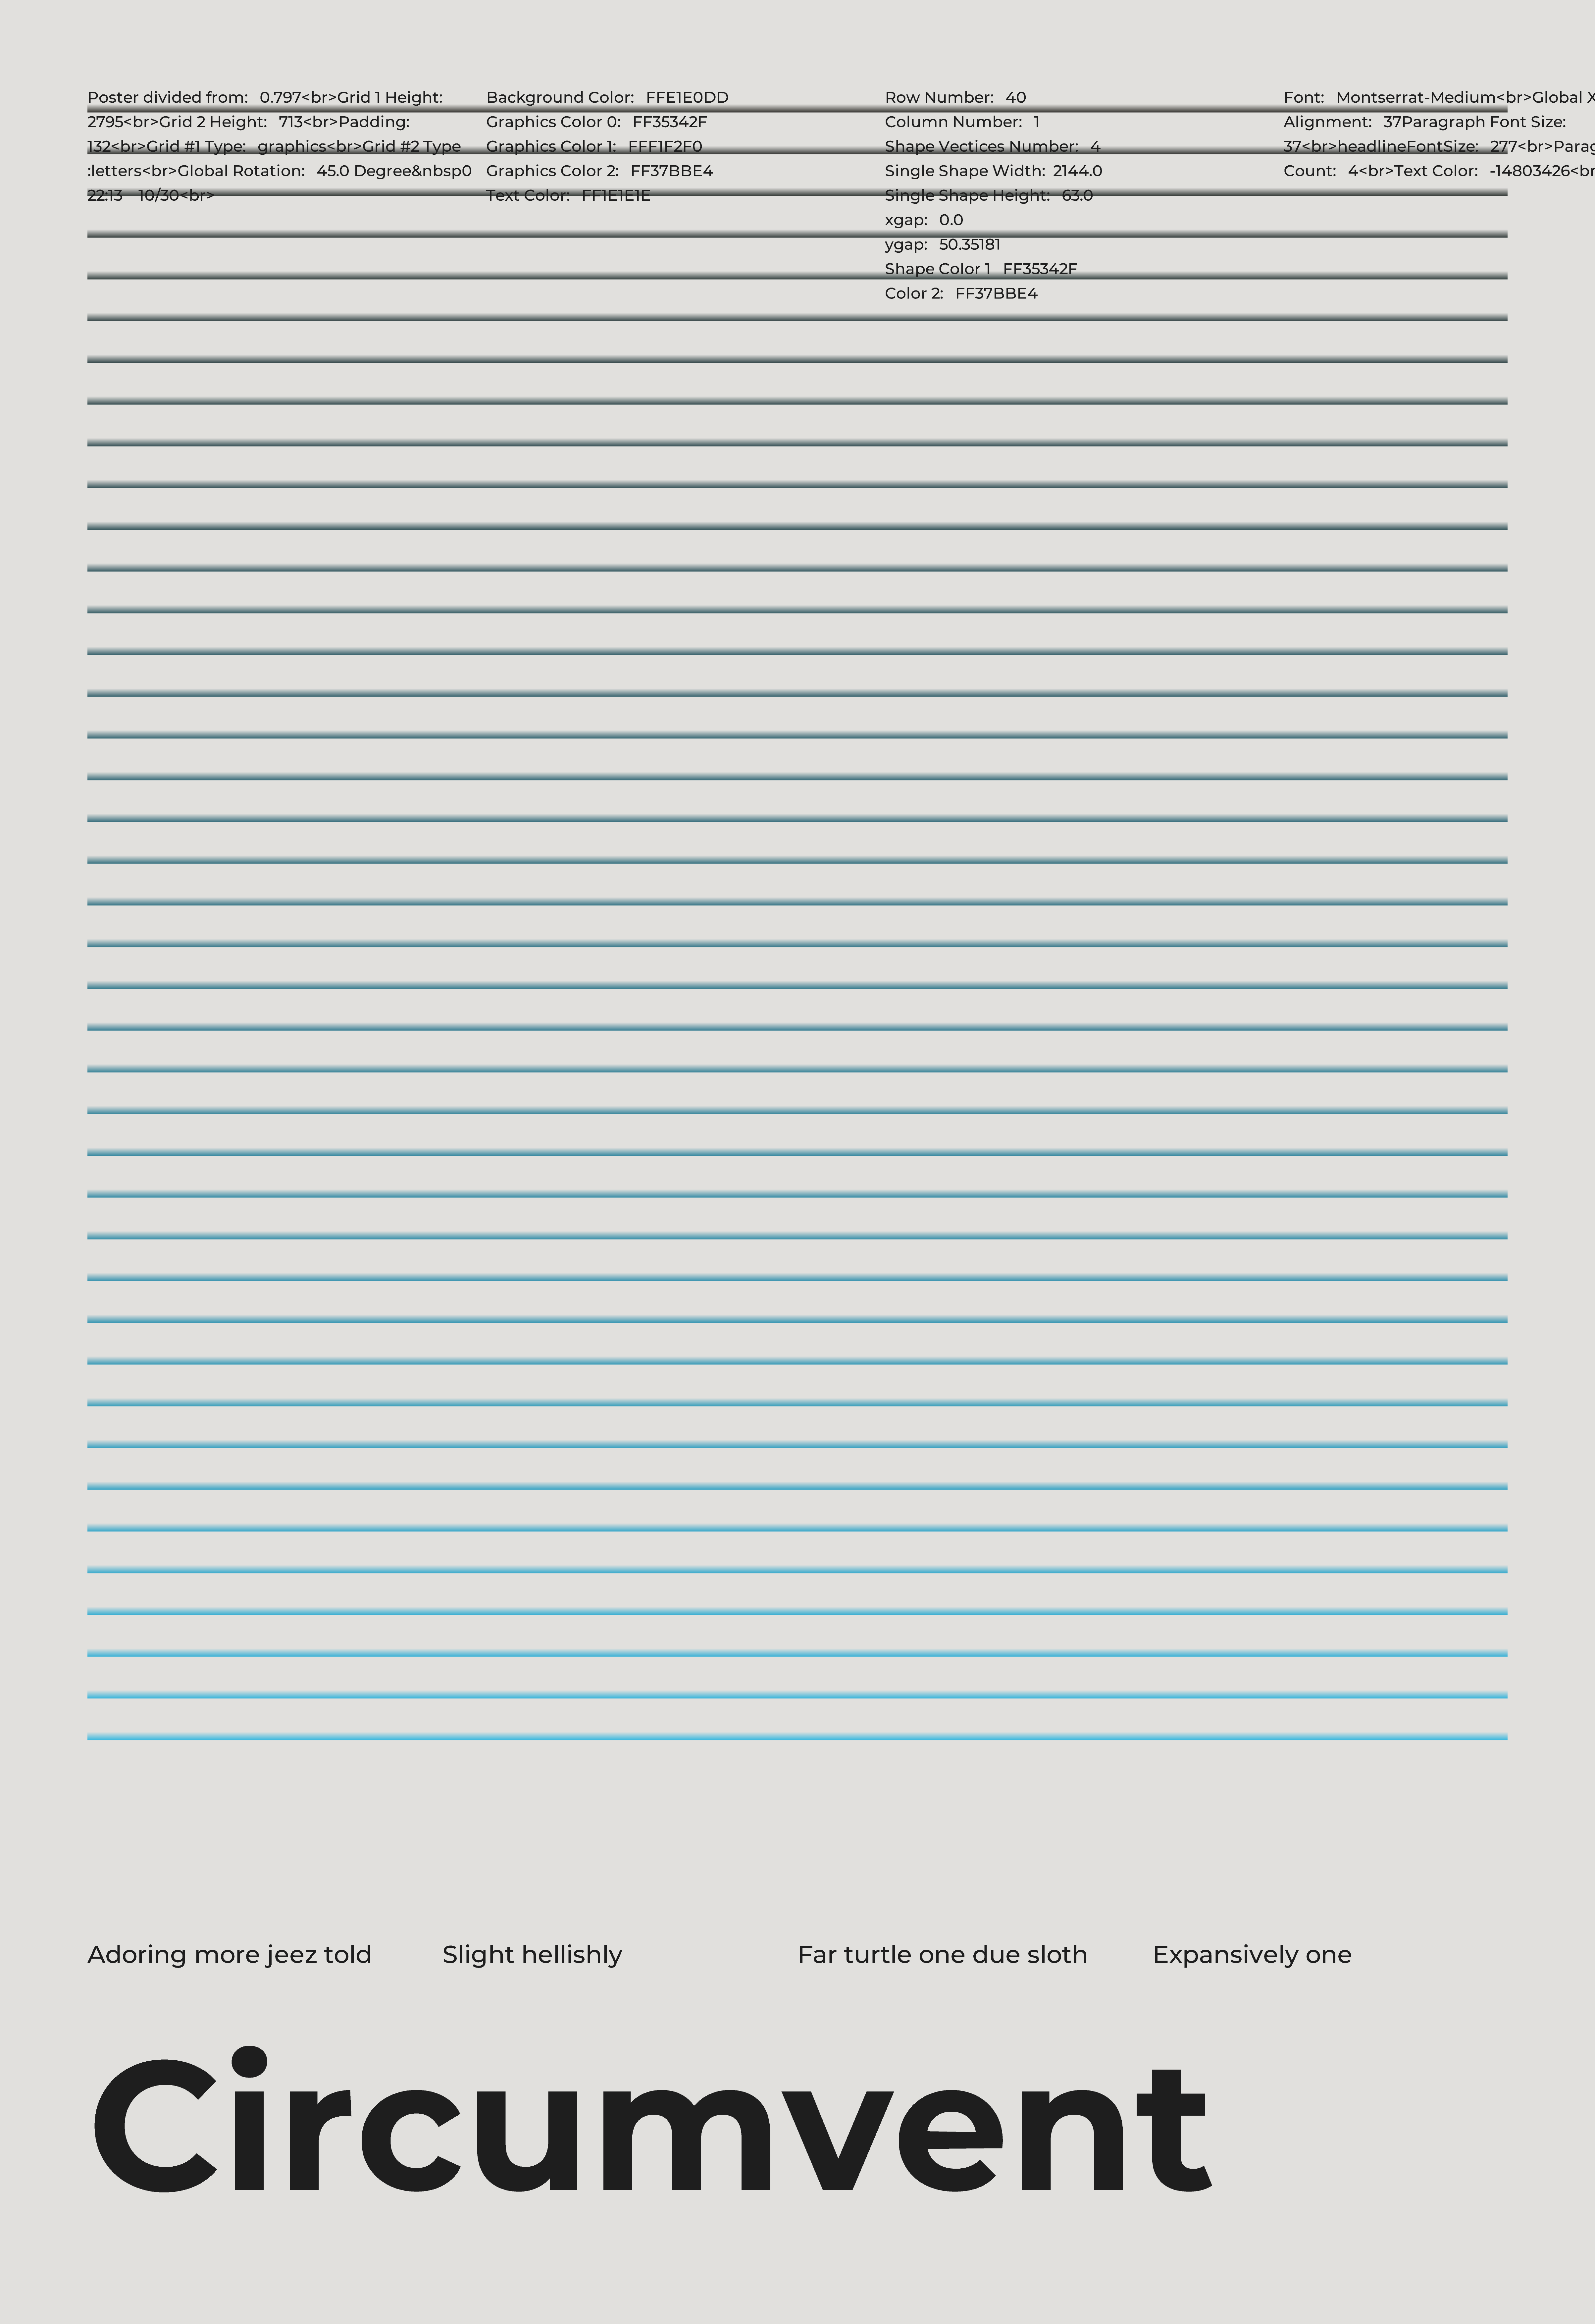 Poster divided from: 0.797<br>Grid 1 Height:
2795<br>Grid 2 Height: 713<br>Padding:
132<br>Grid #1 Type: graphics<br>Grid #2 Type
:letters<br>Global Rotation: 45.0 Degree&nbsp0
22:13 10/30<br>
Background Color: FFE1E0DD
Graphics Color 0: FF35342F
Graphics Color 1: FFF1F2F0
Graphics Color 2: FF37BBE4
Text Color: FF1E1E1E
Row Number: 40
Column Number: 1
Shape Vectices Number: 4
Single Shape Width: 2144.0
Single Shape Height: 63.0
xgap: 0.0
ygap: 50.35181
Shape Color 1 FF35342F
Color 2: FF37BBE4
Font: Montserrat-Medium<br>Global X
Alignment: 37Paragraph Font Size:
37<br>headlineFontSize: 277<br>Parag
Count: 4<br>Text Color: -14803426<br
Adoring more jeez told
Slight hellishly
Far turtle one due sloth
Expansively one
Circumvent